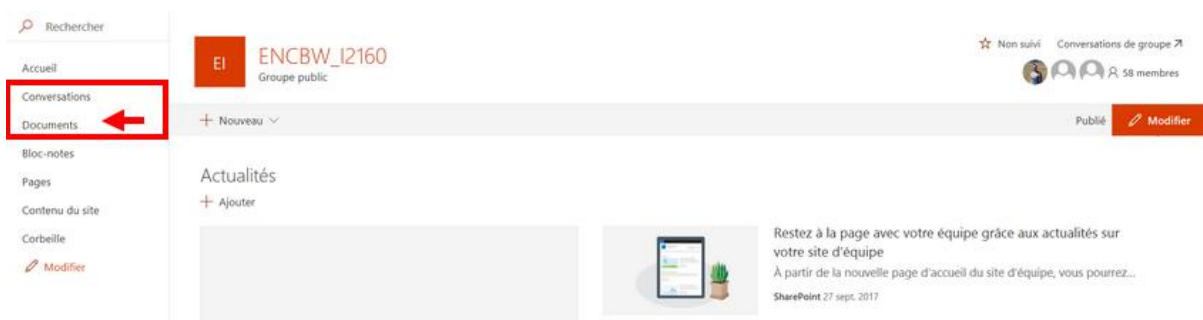 Rechercher
Accueil
Conversations
Documents
Bloc-notes
Pages
Contenu du site
Corbeille
Modifier
EI
ENCBW_I2160
Groupe public
Non suivi Conversations de groupe
58 membres
Nouveau
Publié Modifier
Actualités
Ajouter
Restez à la page avec votre équipe grâce aux actualités sur
votre site d'équipe
À partir de la nouvelle page d'accueil du site d'équipe, vous pourrez...
SharePoint 27 sept. 2017